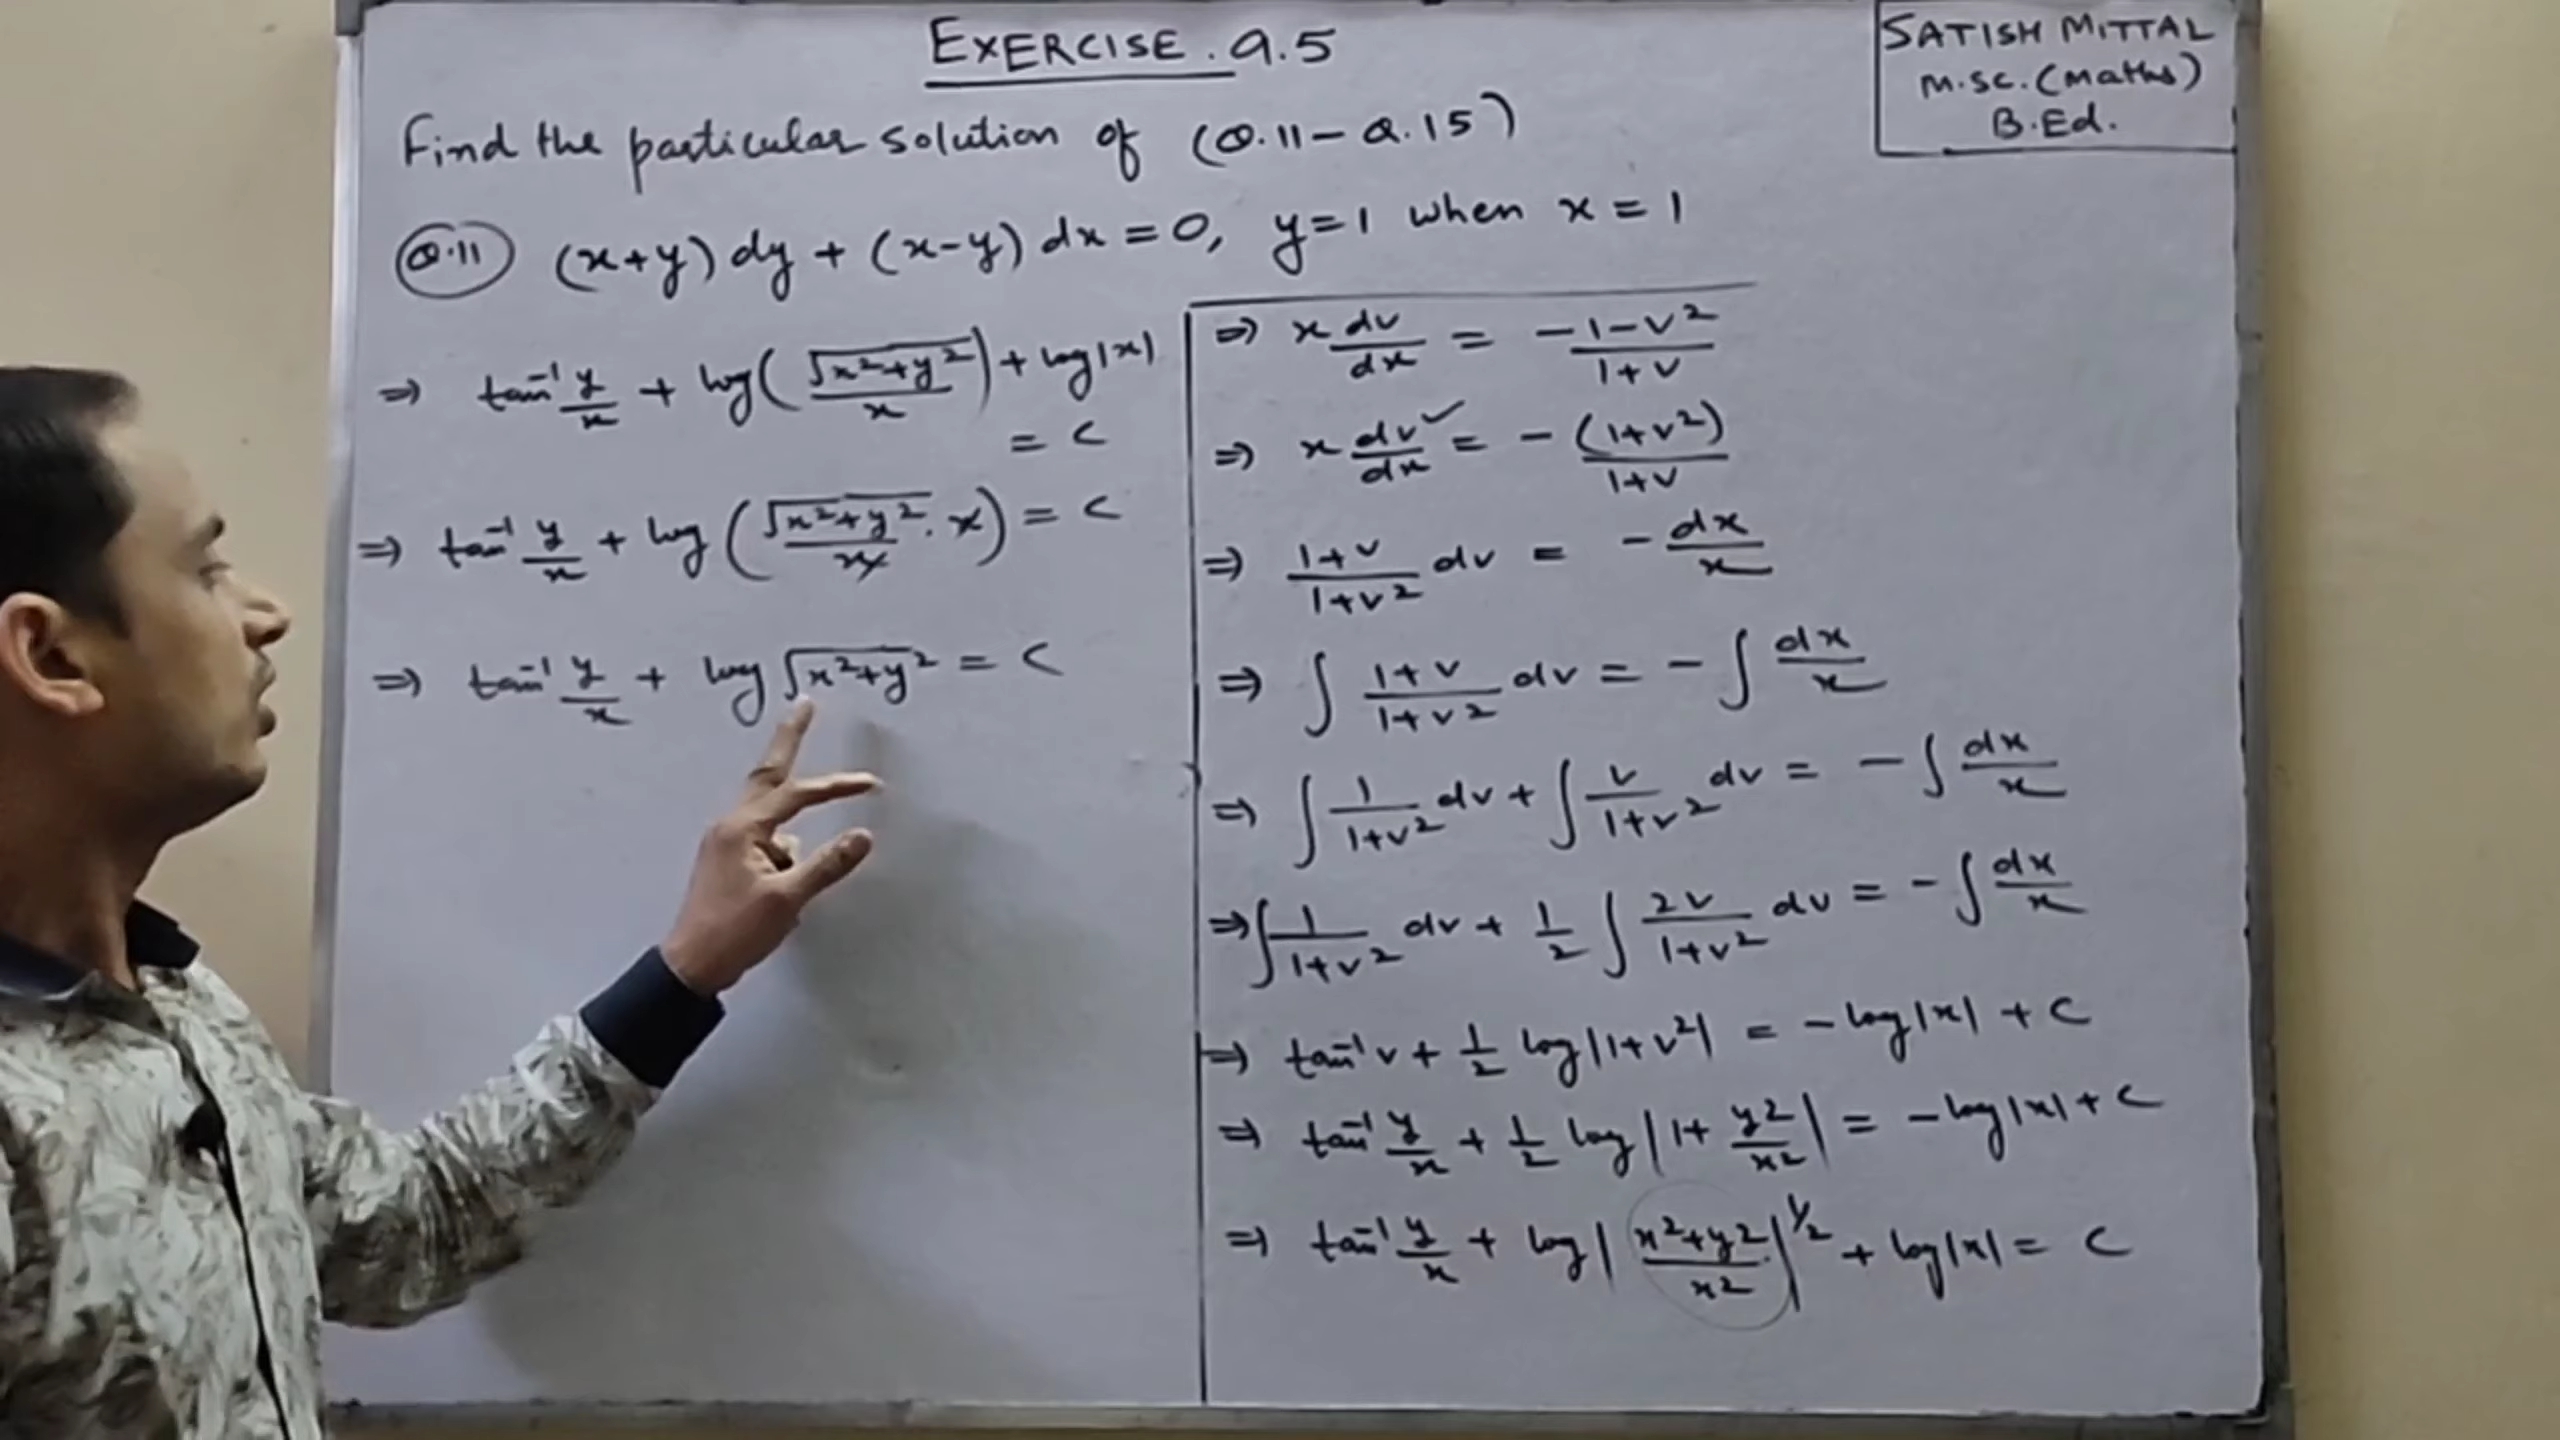 EXERCISE. 9.5
SATISH MITTAL
M.SC. (Maths)
B.Ed.
Find the particular solution of (Q.11 – Q.15)
Q.11 (x+y) dy + (x-y) dx = 0, y=1 when x = 1
⇒ tan⁻¹ y/x + log(√(x²+y²)/x) + log|x|
= c
⇒ tan⁻¹ y/x + log (√(x²+y²)/x . x) = c
⇒ tan⁻¹ y/x + log √(x²+y²) = c
⇒ x dv/dx = (-1-v²)/(1+v)
⇒ x dv/dx ✓ = - (1+v²)/(1+v)
⇒ (1+v)/(1+v²) dv = - dx/x
⇒ ∫ (1+v)/(1+v²) dv = - ∫ dx/x
⇒ ∫ 1/(1+v²) dv + ∫ v/(1+v²) dv = - ∫ dx/x
⇒ ∫ 1/(1+v²) dv + 1/2 ∫ 2v/(1+v²) dv = - ∫ dx/x
⇒ tan⁻¹ v + 1/2 log|1+v²| = - log|x| + c
⇒ tan⁻¹ y/x + 1/2 log|1+ y²/x²| = - log|x| + c
⇒ tan⁻¹ y/x + log| (x²+y²)/x² |^1/2 + log|x| = c